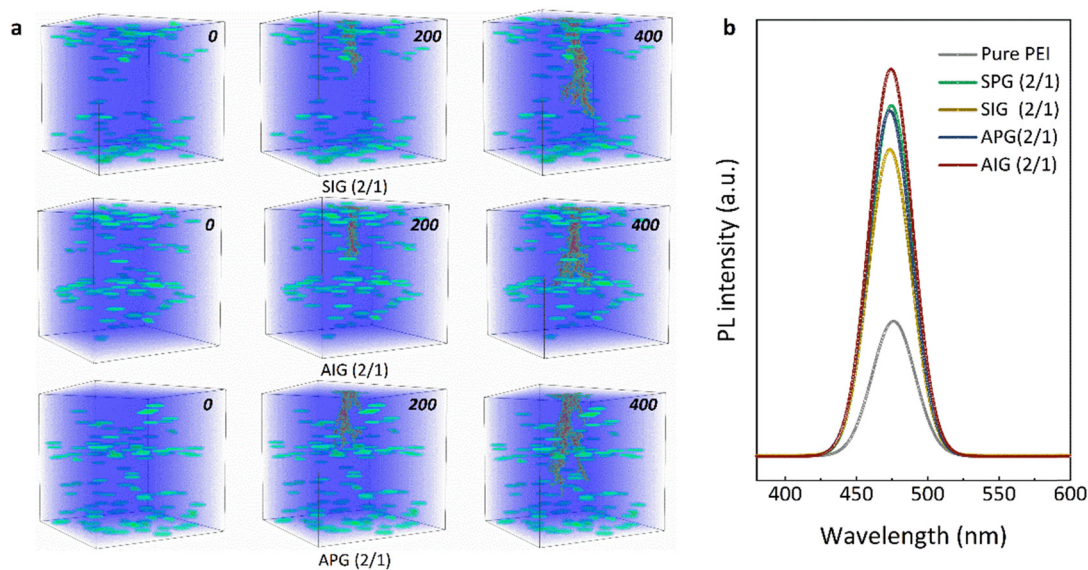 a
0
200
400
SIG (2/1)
0
200
400
AIG (2/1)
0
200
400
APG (2/1)
b
Pure PEI
SPG (2/1)
SIG (2/1)
APG(2/1)
AIG (2/1)
PL intensity (a.u.)
400 450 500 550 600
Wavelength (nm)